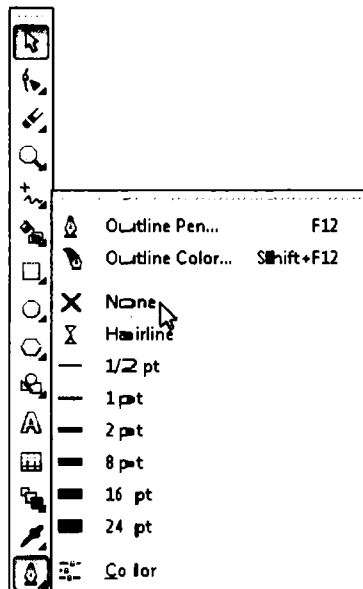 Outline Pen... F12
Outline Color... Shift+F12
None
Hairline
1/2 pt
1 pt
2 pt
8 pt
16 pt
24 pt
Color